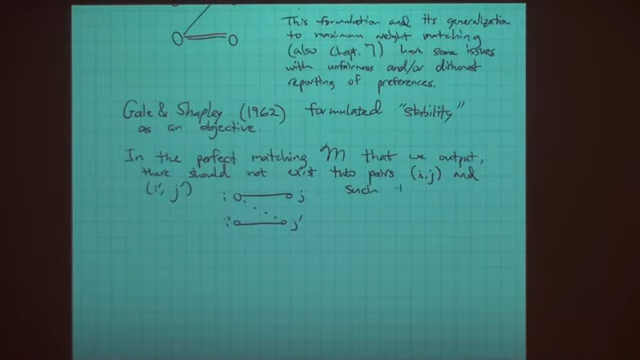 This formulation and its generalization
to maximum weight matching
(also Chapt. 7) have some issues
with unfairness and/or dishonest
reporting of preferences.
Gale & Shapley (1962) formulated "stability"
as an objective
In the perfect matching M that we output,
there should not exist two pairs (i,j) and
(i', j') such
i j
i' j'